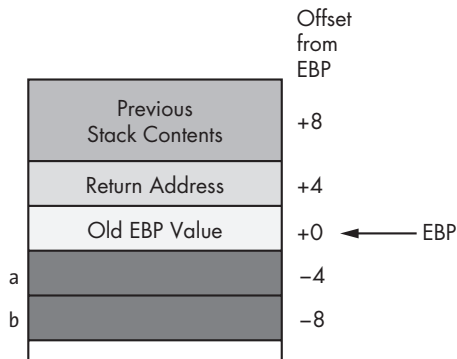 Offset
from
EBP
Previous
Stack Contents
+8
Return Address
+4
Old EBP Value
+0
EBP
a
−4
b
−8